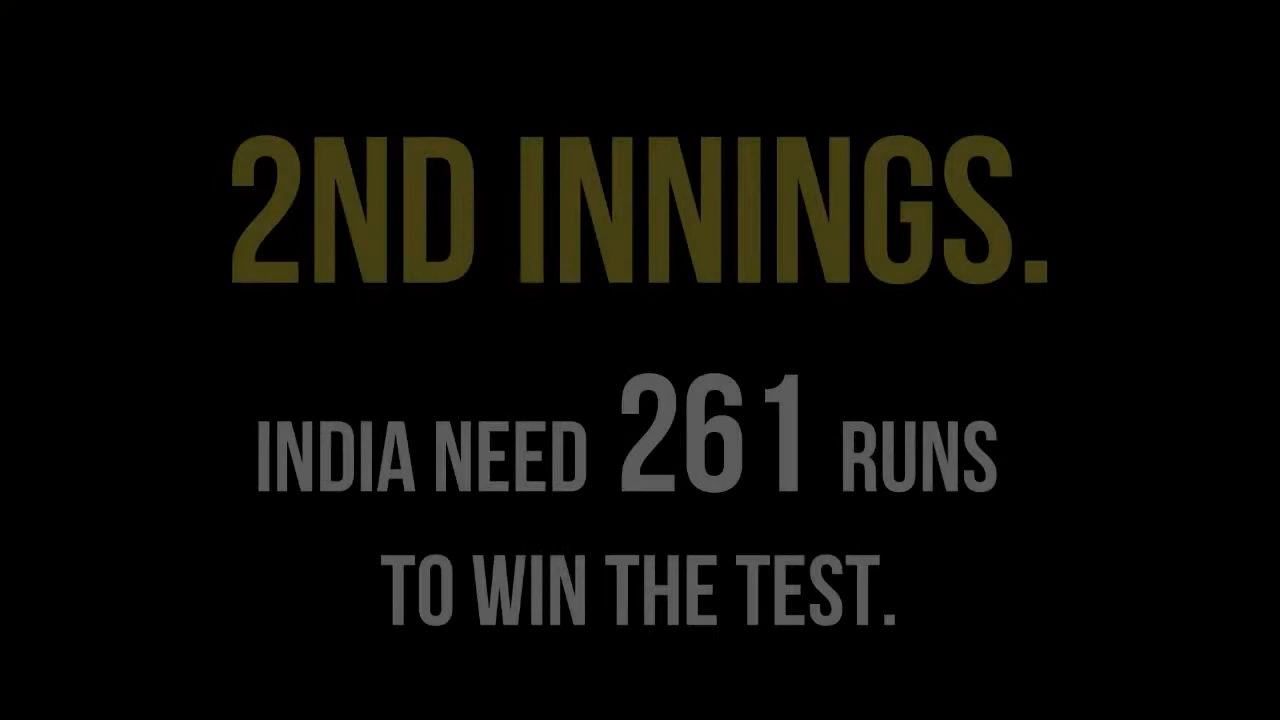 2ND INNINGS.
INDIA NEED 261 RUNS
TO WIN THE TEST.